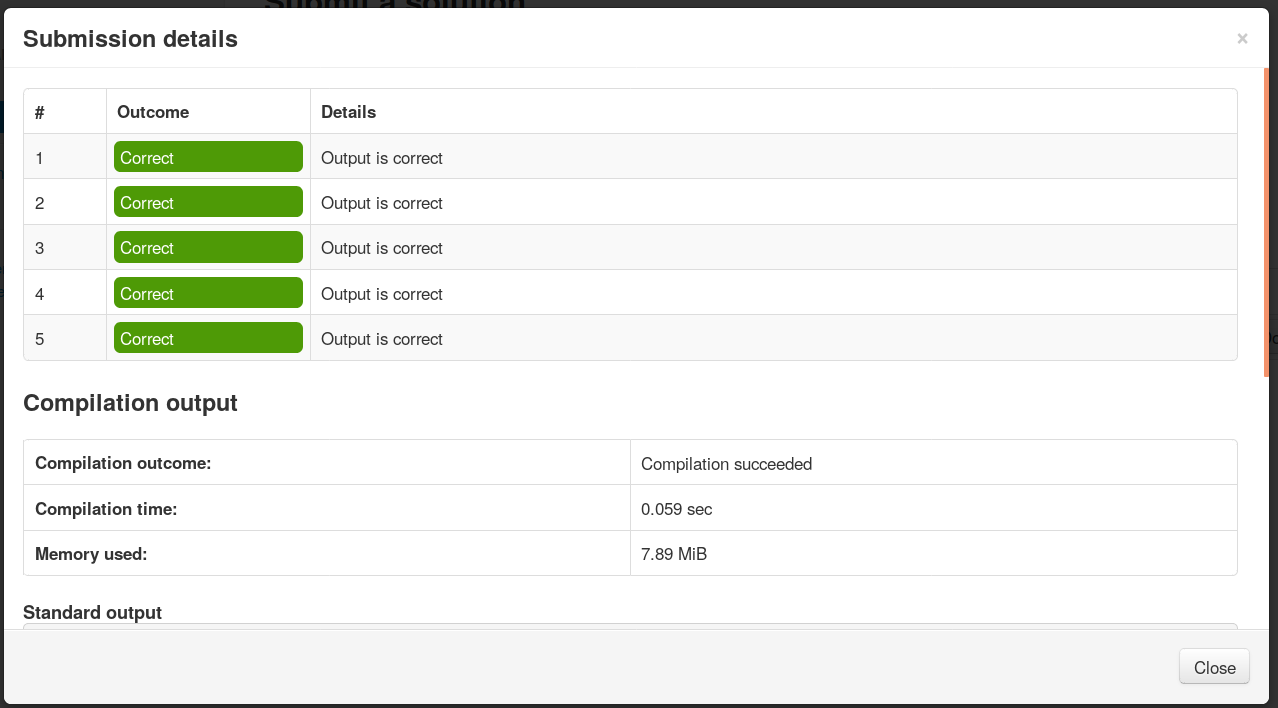 Submit a solution
Submission details ×
# Outcome Details
1 Correct Output is correct
2 Correct Output is correct
3 Correct Output is correct
4 Correct Output is correct
5 Correct Output is correct
Compilation output
Compilation outcome: Compilation succeeded
Compilation time: 0.059 sec
Memory used: 7.89 MiB
Standard output
Close